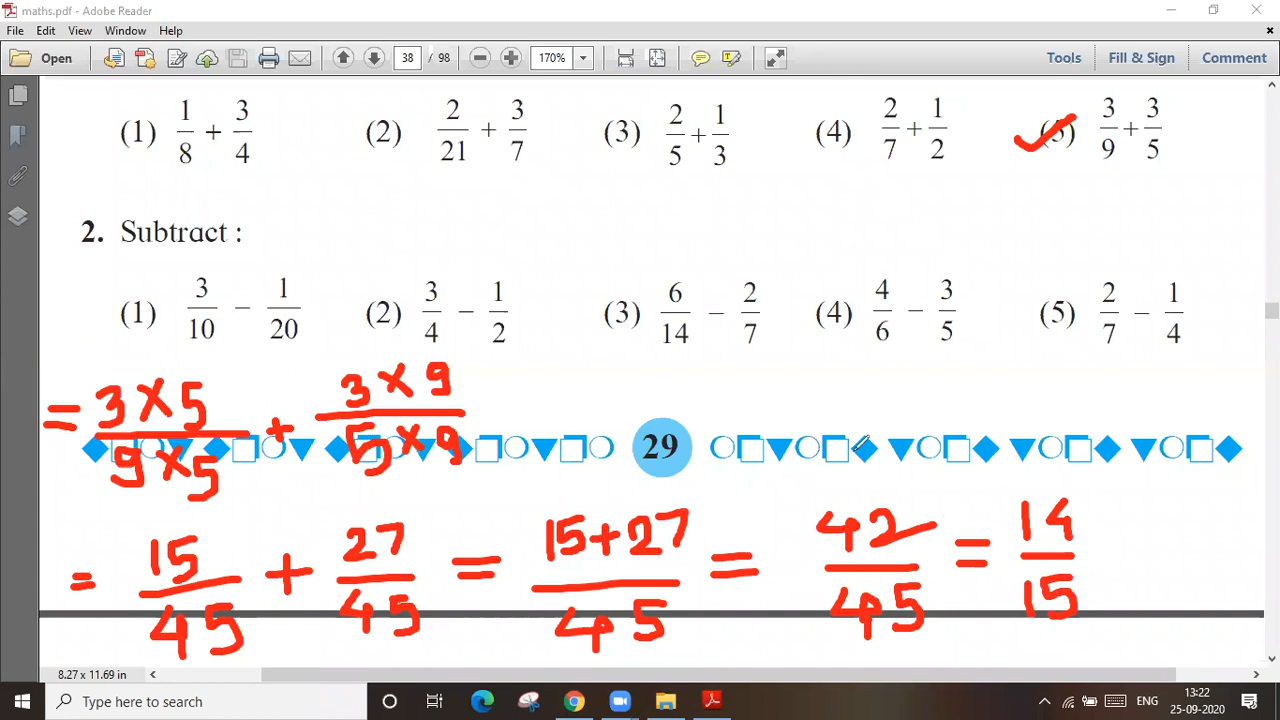 maths.pdf - Adobe Reader
File Edit View Window Help
Open 38 / 98 170% Tools Fill & Sign Comment
(1) 1/8 + 3/4 (2) 2/21 + 3/7 (3) 2/5 + 1/3 (4) 2/7 + 1/2 (5) 3/9 + 3/5
2. Subtract :
(1) 3/10 − 1/20 (2) 3/4 − 1/2 (3) 6/14 − 2/7 (4) 4/6 − 3/5 (5) 2/7 − 1/4
= 3×5/9×5 + 3×9/5×9
29
= 15/45 + 27/45 = 15+27/45 = 42/45 = 14/15
8.27 x 11.69 in
Type here to search
ENG
13:22
25-09-2020